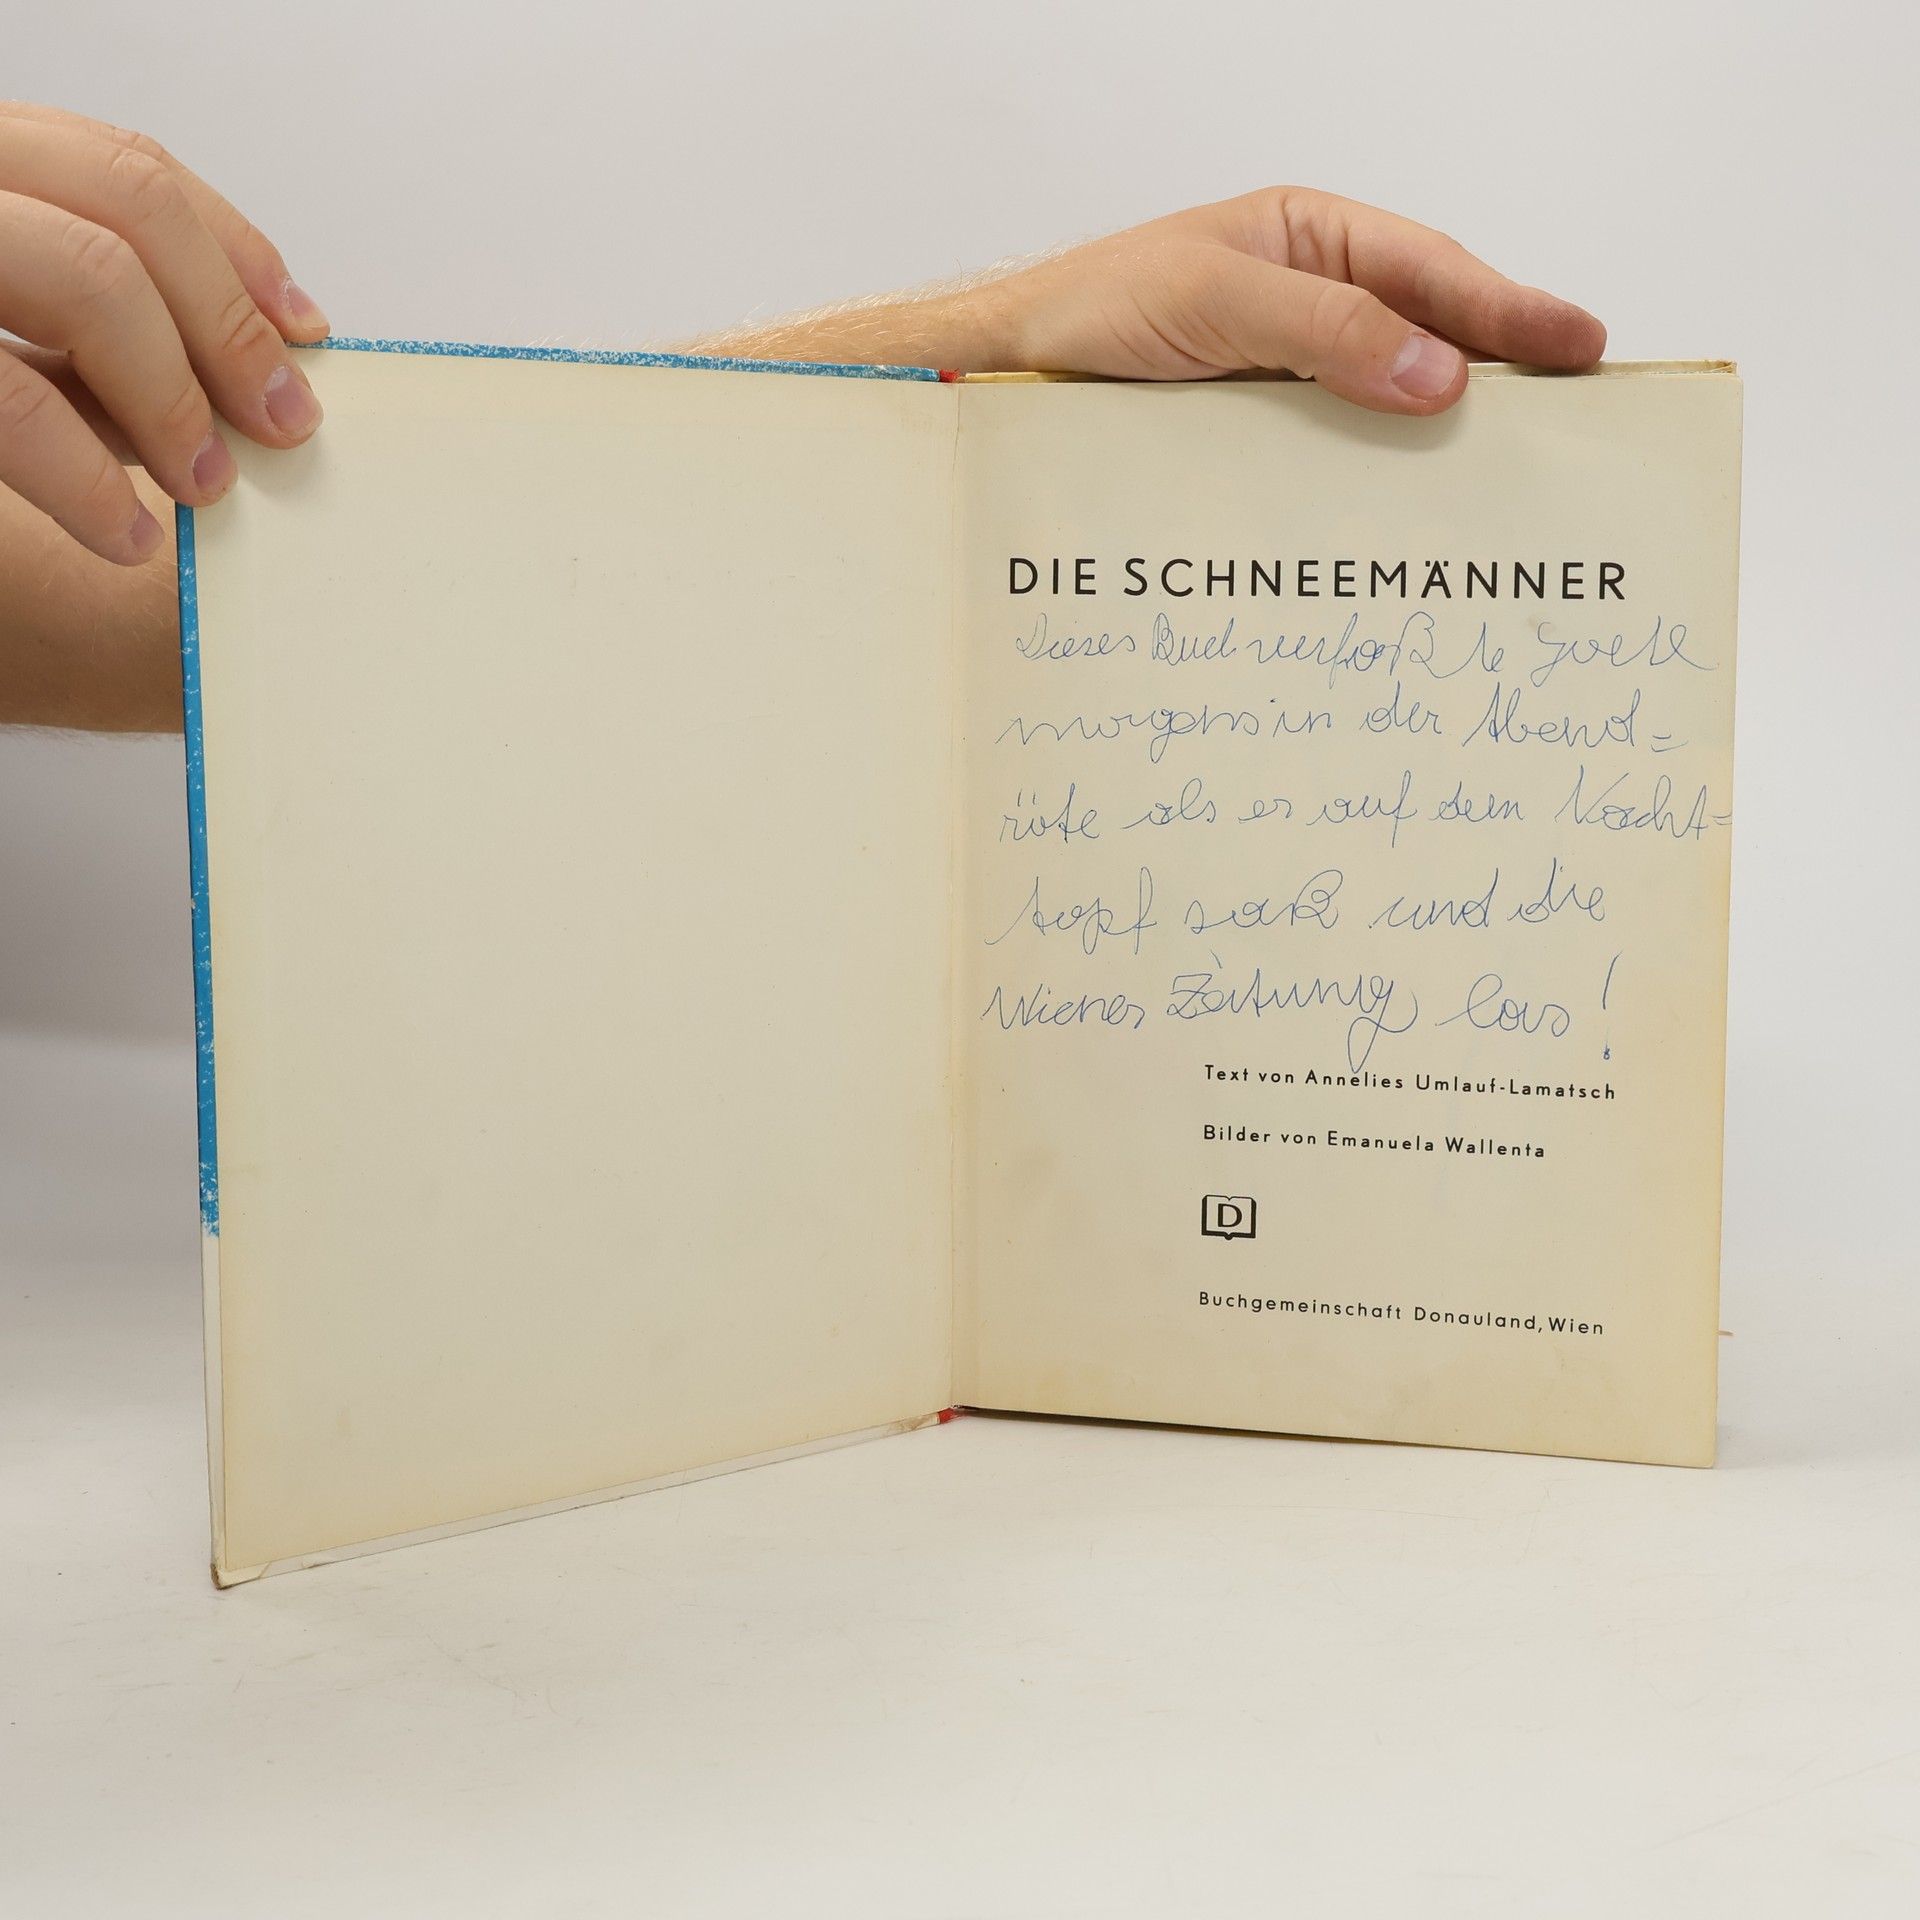 DIE SCHNEEMÄNNER
Dieses Buch verfaßte Goethe
morgens in der Abend=
röte als er auf dem Nacht=
topf saß und die
Wiener Zeitung las!
Text von Annelies Umlauf-Lamatsch
Bilder von Emanuela Wallenta
D
Buchgemeinschaft Donauland, Wien